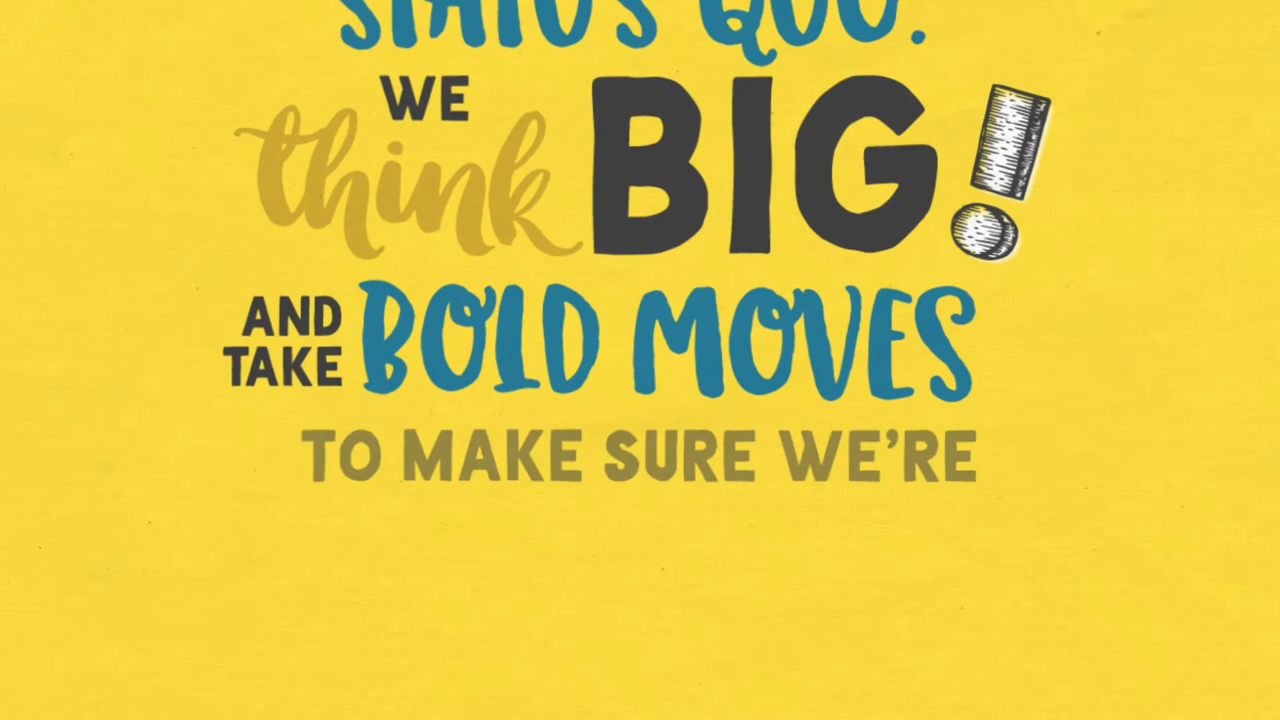 STATUS QUO.
WE
think BIG!
AND
TAKE BOLD MOVES
TO MAKE SURE WE'RE